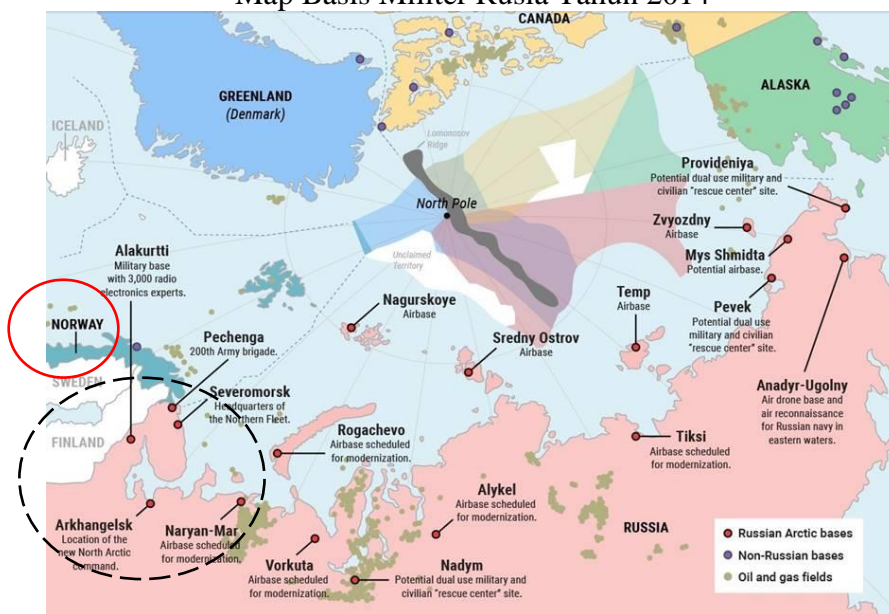 Map Basis Militer Rusia Tahun 2014
CANADA
GREENLAND
(Denmark)
ALASKA
ICELAND
Lomonosov
Ridge
North Pole
Provideniya
Potential dual use military and
civilian "rescue center" site.
Zvyozdny
Airbase
Mys Shmidta
Potential airbase.
Unclaimed
Territory
Alakurtti
Military base
with 3,000 radio
electronics experts.
Nagurskoye
Airbase
Temp
Airbase
Pevek
Potential dual use
military and civilian
"rescue center" site.
NORWAY
Pechenga
200th Army brigade.
Sredny Ostrov
Airbase
SWEDEN
Severomorsk
Headquarters of
the Northern Fleet.
Anadyr-Ugolny
Air drone base and
air reconnaissance
for Russian navy in
eastern waters.
FINLAND
Rogachevo
Airbase scheduled
for modernization.
Tiksi
Airbase scheduled
for modernization.
Alykel
Airbase scheduled
for modernization.
RUSSIA
Arkhangelsk
Location of the
new North Arctic
command.
Naryan-Mar
Airbase scheduled
for modernization.
Vorkuta
Airbase scheduled
for modernization.
Nadym
Potential dual use military and
civilian "rescue center" site.
Russian Arctic bases
Non-Russian bases
Oil and gas fields